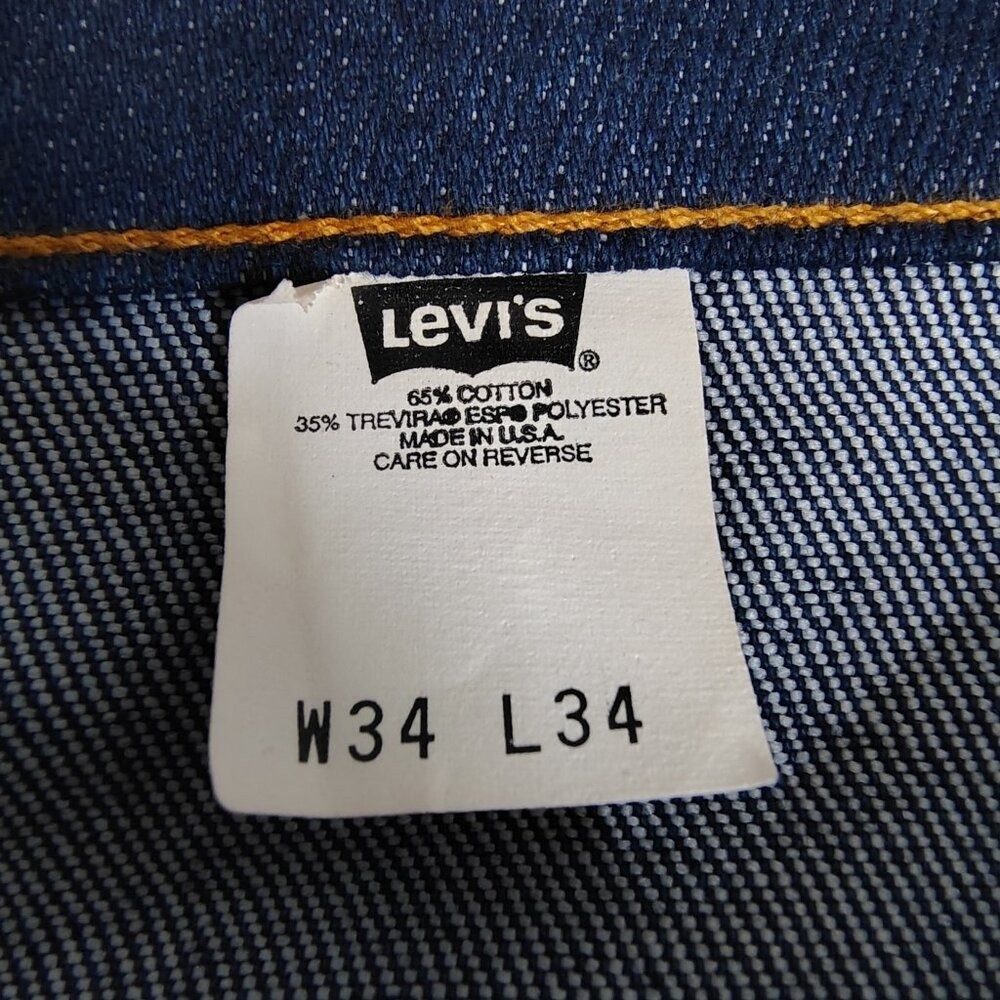 LEVI'S ®
65% COTTON
35% TREVIRA® ESP® POLYESTER
MADE IN U.S.A.
CARE ON REVERSE
W34 L34